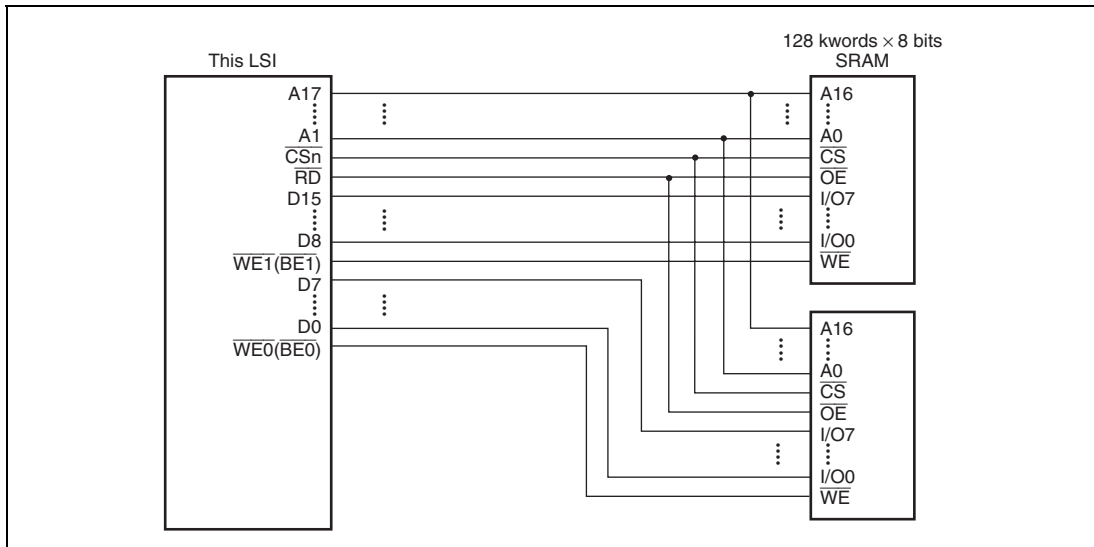 This LSI
A17
A1
CSn
RD
D15
D8
WE1(BE1)
D7
D0
WE0(BE0)
128 kwords × 8 bits
SRAM
A16
A0
CS
OE
I/O7
I/O0
WE
A16
A0
CS
OE
I/O7
I/O0
WE